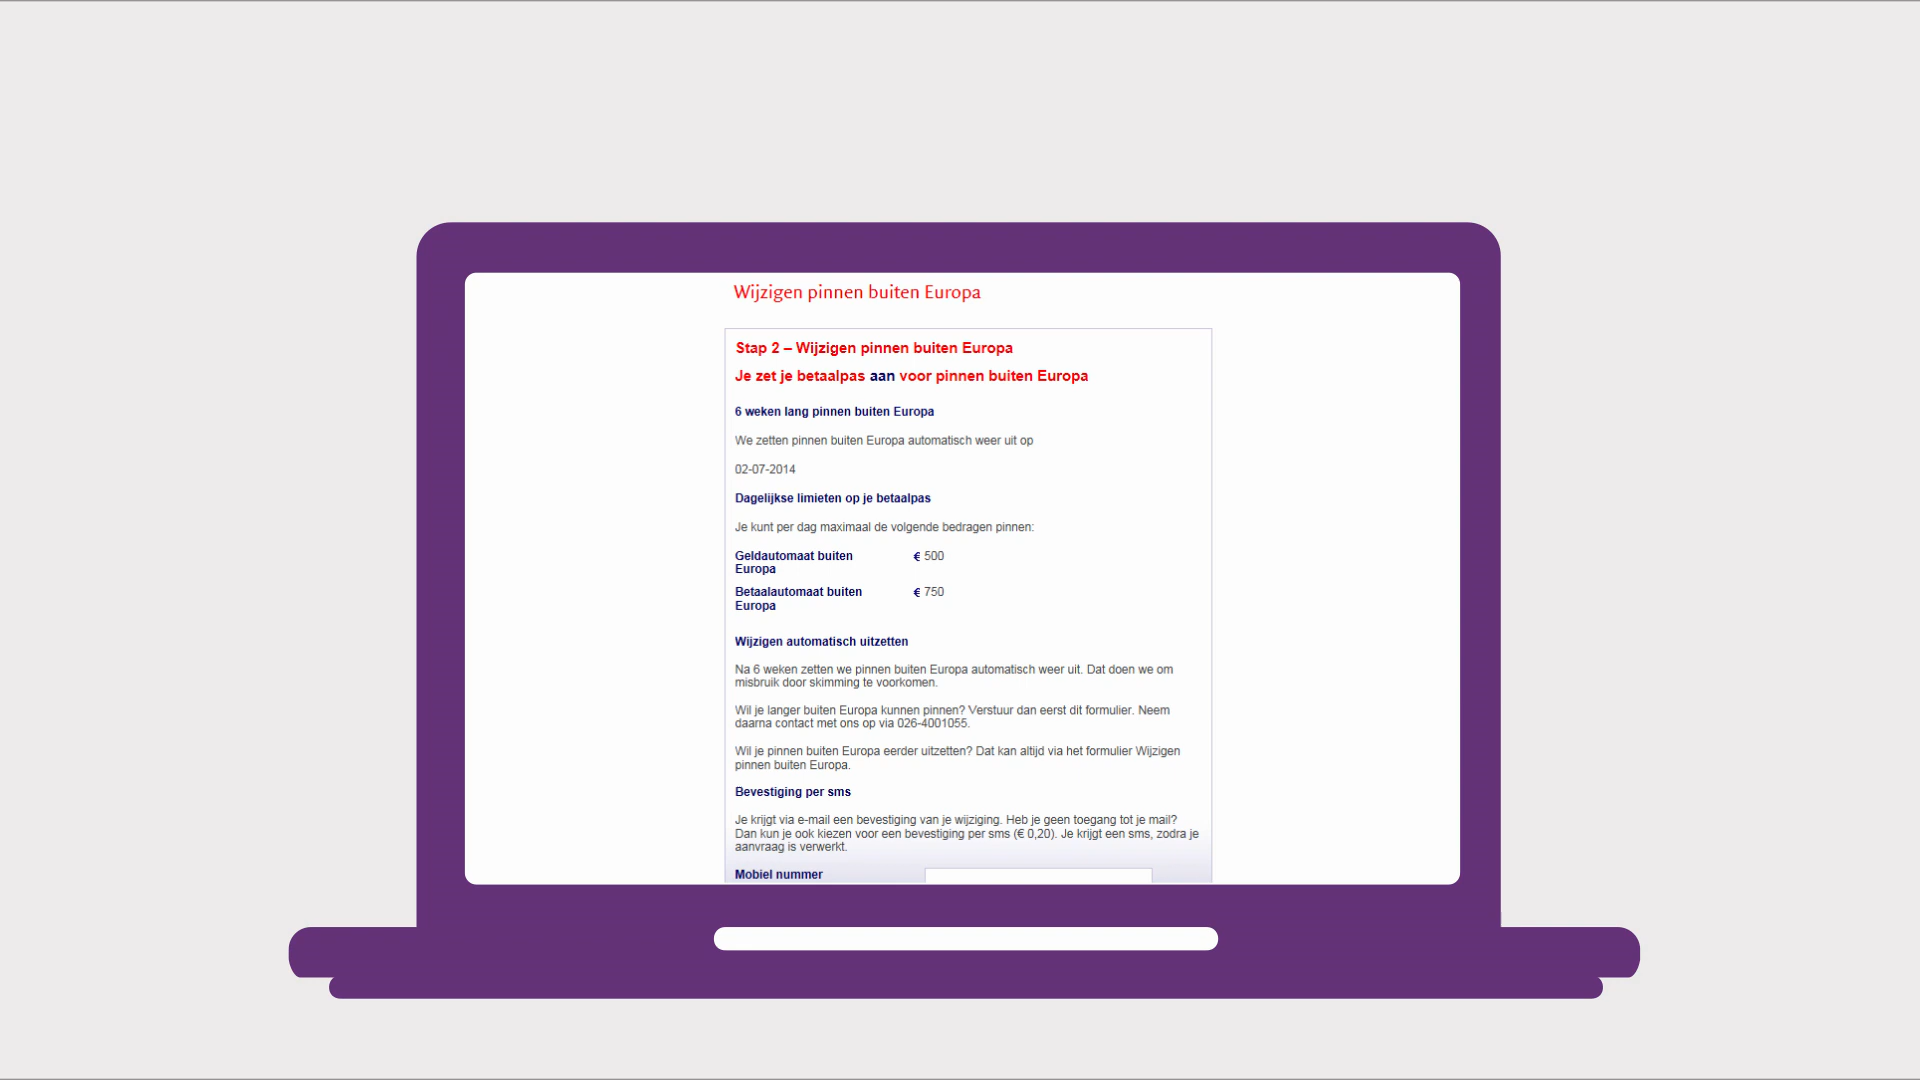 Wijzigen pinnen buiten Europa
Stap 2 – Wijzigen pinnen buiten Europa
Je zet je betaalpas aan voor pinnen buiten Europa
6 weken lang pinnen buiten Europa
We zetten pinnen buiten Europa automatisch weer uit op
02-07-2014
Dagelijkse limieten op je betaalpas
Je kunt per dag maximaal de volgende bedragen pinnen:
Geldautomaat buiten € 500
Europa
Betaalautomaat buiten € 750
Europa
Wijzigen automatisch uitzetten
Na 6 weken zetten we pinnen buiten Europa automatisch weer uit. Dat doen we om
misbruik door skimming te voorkomen.
Wil je langer buiten Europa kunnen pinnen? Verstuur dan eerst dit formulier. Neem
daarna contact met ons op via 026-4001055.
Wil je pinnen buiten Europa eerder uitzetten? Dat kan altijd via het formulier Wijzigen
pinnen buiten Europa.
Bevestiging per sms
Je krijgt via e-mail een bevestiging van je wijziging. Heb je geen toegang tot je mail?
Dan kun je ook kiezen voor een bevestiging per sms (€ 0,20). Je krijgt een sms, zodra je
aanvraag is verwerkt.
Mobiel nummer